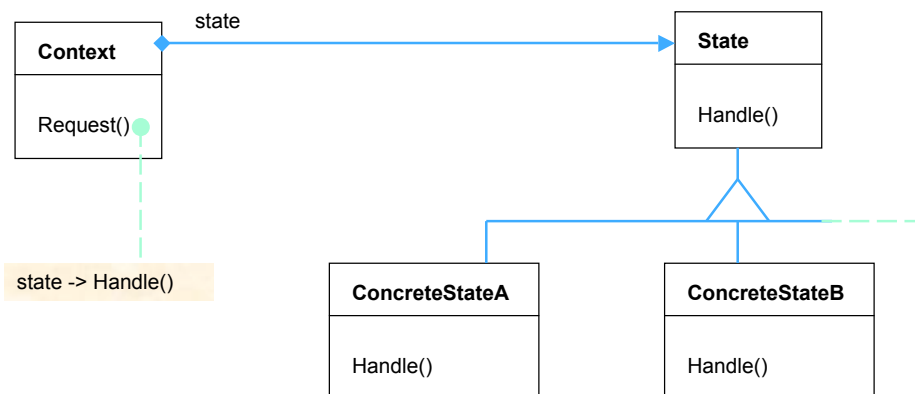 state
Context
State
Request()
Handle()
state -> Handle()
ConcreteStateA
ConcreteStateB
Handle()
Handle()